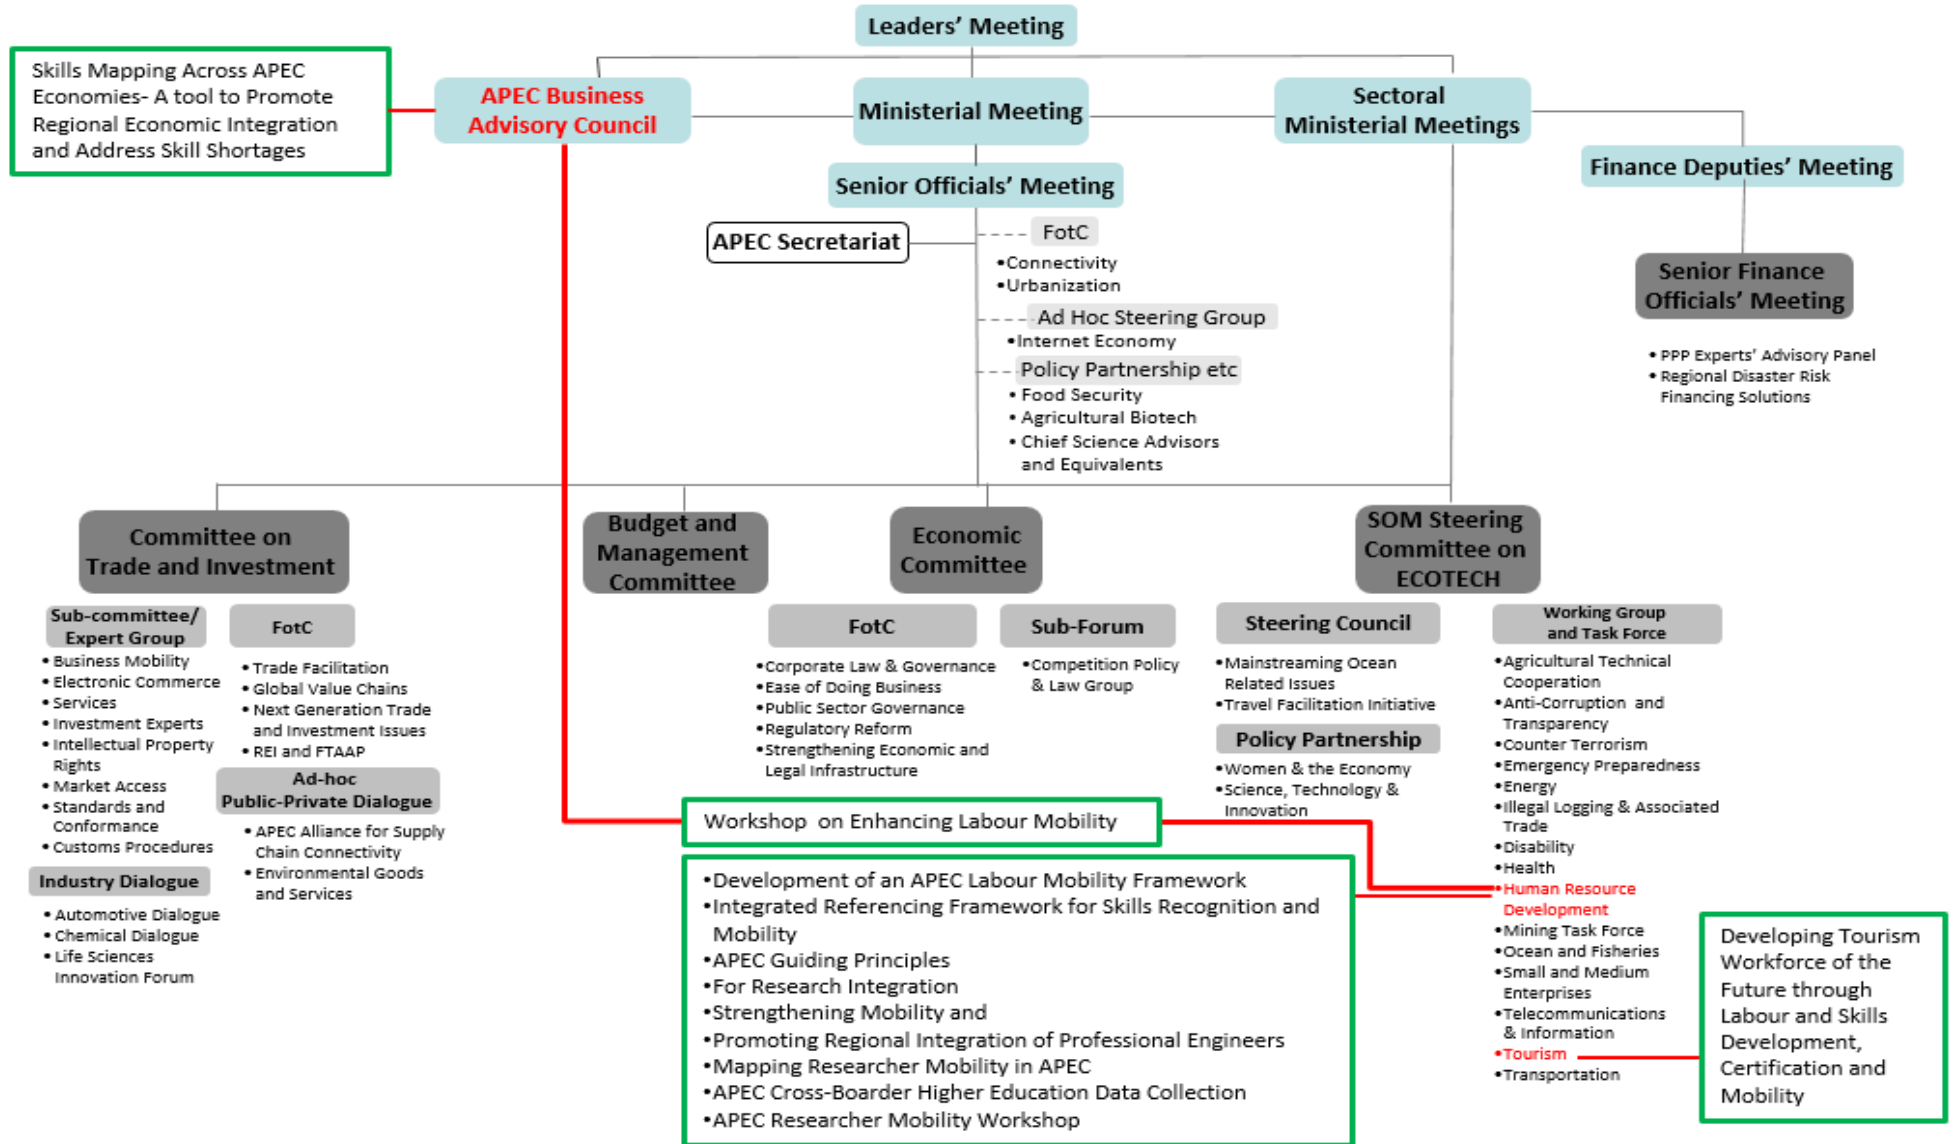 Leaders' Meeting
Skills Mapping Across APEC
Economies- A tool to Promote
Regional Economic Integration
and Address Skill Shortages
APEC Business
Advisory Council
Ministerial Meeting
Sectoral
Ministerial Meetings
Senior Officials' Meeting
Finance Deputies' Meeting
APEC Secretariat
FotC
•Connectivity
•Urbanization
Ad Hoc Steering Group
•Internet Economy
Policy Partnership etc
• Food Security
• Agricultural Biotech
• Chief Science Advisors
and Equivalents
Senior Finance
Officials' Meeting
• PPP Experts' Advisory Panel
• Regional Disaster Risk
Financing Solutions
Committee on
Trade and Investment
Budget and
Management
Committee
Economic
Committee
SOM Steering
Committee on
ECOTECH
Sub-committee/
Expert Group
• Business Mobility
• Electronic Commerce
• Services
• Investment Experts
• Intellectual Property
Rights
• Market Access
• Standards and
Conformance
• Customs Procedures
Industry Dialogue
• Automotive Dialogue
• Chemical Dialogue
• Life Sciences
Innovation Forum
FotC
• Trade Facilitation
• Global Value Chains
• Next Generation Trade
and Investment Issues
• REI and FTAAP
Ad-hoc
Public-Private Dialogue
• APEC Alliance for Supply
Chain Connectivity
• Environmental Goods
and Services
FotC
•Corporate Law & Governance
•Ease of Doing Business
•Public Sector Governance
•Regulatory Reform
•Strengthening Economic and
Legal Infrastructure
Sub-Forum
•Competition Policy
& Law Group
Steering Council
•Mainstreaming Ocean
Related Issues
•Travel Facilitation Initiative
Policy Partnership
•Women & the Economy
•Science, Technology &
Innovation
Working Group
and Task Force
•Agricultural Technical
Cooperation
•Anti-Corruption and
Transparency
•Counter Terrorism
•Emergency Preparedness
•Energy
•Illegal Logging & Associated
Trade
•Disability
•Health
•Human Resource
Development
•Mining Task Force
•Ocean and Fisheries
•Small and Medium
Enterprises
•Telecommunications
& Information
•Tourism
•Transportation
Workshop on Enhancing Labour Mobility
•Development of an APEC Labour Mobility Framework
•Integrated Referencing Framework for Skills Recognition and
Mobility
•APEC Guiding Principles
•For Research Integration
•Strengthening Mobility and
•Promoting Regional Integration of Professional Engineers
•Mapping Researcher Mobility in APEC
•APEC Cross-Boarder Higher Education Data Collection
•APEC Researcher Mobility Workshop
Developing Tourism
Workforce of the
Future through
Labour and Skills
Development,
Certification and
Mobility